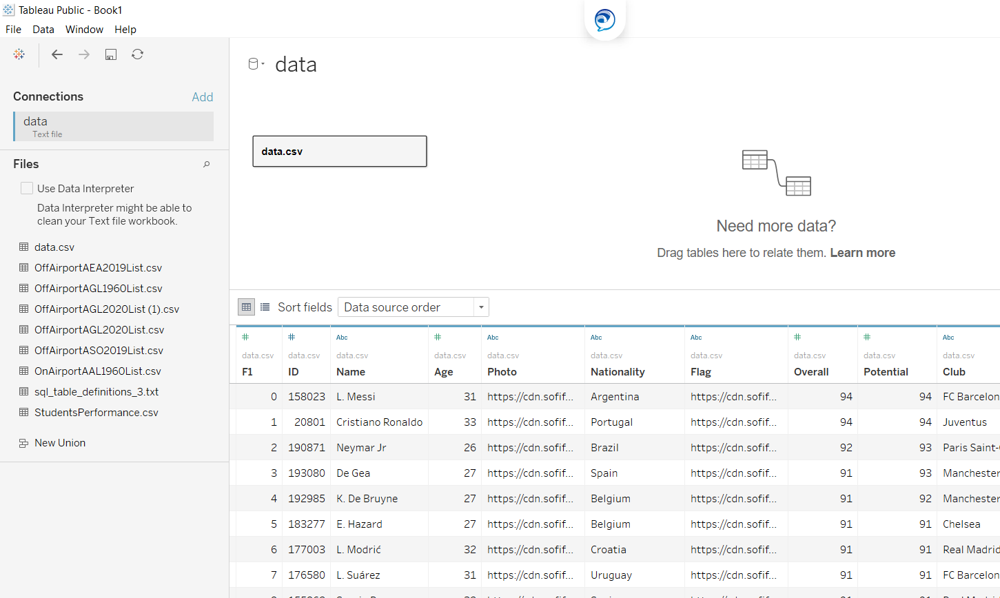 Tableau Public - Book1
File Data Window Help
Connections
Add
data
Text file
Files
Use Data Interpreter
Data Interpreter might be able to
clean your Text file workbook.
data.csv
OffAirportAEA2019List.csv
OffAirportAGL1960List.csv
OffAirportAGL2020List (1).csv
OffAirportAGL2020List.csv
OffAirportASO2019List.csv
OnAirportAAL1960List.csv
sql_table_definitions_3.txt
StudentsPerformance.csv
New Union
data
data.csv
Need more data?
Drag tables here to relate them. Learn more
Sort fields Data source order
# # Abc # Abc Abc Abc # # Abc
data.csv data.csv data.csv data.csv data.csv data.csv data.csv data.csv data.csv data.csv
F1 ID Name Age Photo Nationality Flag Overall Potential Club
0 158023 L. Messi 31 https://cdn.sofif... Argentina https://cdn.sofif... 94 94 FC Barcelon
1 20801 Cristiano Ronaldo 33 https://cdn.sofif... Portugal https://cdn.sofif... 94 94 Juventus
2 190871 Neymar Jr 26 https://cdn.sofif... Brazil https://cdn.sofif... 92 93 Paris Saint-
3 193080 De Gea 27 https://cdn.sofif... Spain https://cdn.sofif... 91 93 Manchester
4 192985 K. De Bruyne 27 https://cdn.sofif... Belgium https://cdn.sofif... 91 92 Manchester
5 183277 E. Hazard 27 https://cdn.sofif... Belgium https://cdn.sofif... 91 91 Chelsea
6 177003 L. Modrić 32 https://cdn.sofif... Croatia https://cdn.sofif... 91 91 Real Madrid
7 176580 L. Suárez 31 https://cdn.sofif... Uruguay https://cdn.sofif... 91 91 FC Barcelon